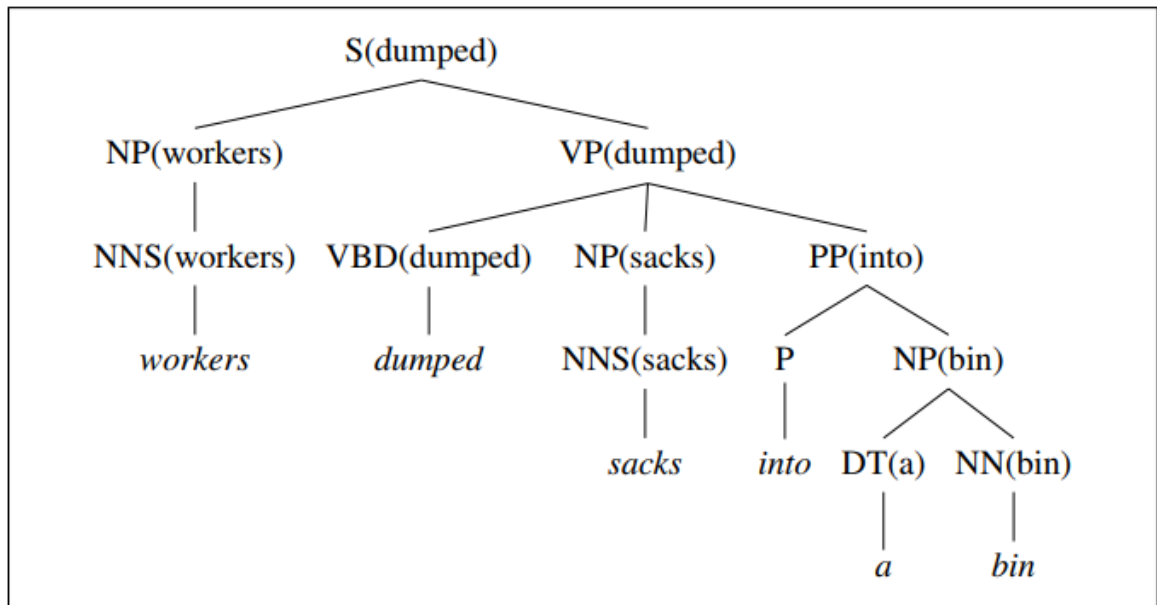 S(dumped)
NP(workers) VP(dumped)
NNS(workers) VBD(dumped) NP(sacks) PP(into)
workers dumped NNS(sacks) P NP(bin)
sacks into DT(a) NN(bin)
a bin